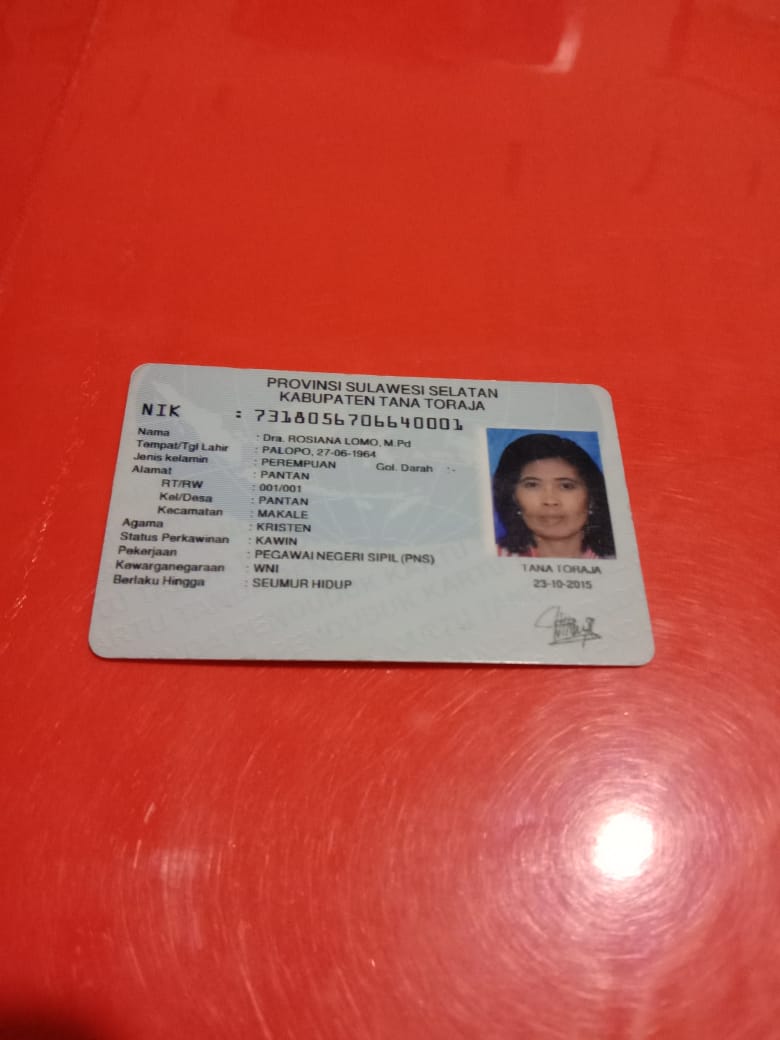 PROVINSI SULAWESI SELATAN
KABUPATEN TANA TORAJA
NIK : 7318056706640001
Nama : Dra. ROSIANA LOMO, M.Pd
Tempat/Tgl Lahir : PALOPO, 27-06-1964
Jenis kelamin : PEREMPUAN Gol. Darah :-
Alamat : PANTAN
RT/RW : 001/001
Kel/Desa : PANTAN
Kecamatan : MAKALE
Agama : KRISTEN
Status Perkawinan : KAWIN
Pekerjaan : PEGAWAI NEGERI SIPIL (PNS)
Kewarganegaraan : WNI
Berlaku Hingga : SEUMUR HIDUP
TANA TORAJA
23-10-2015